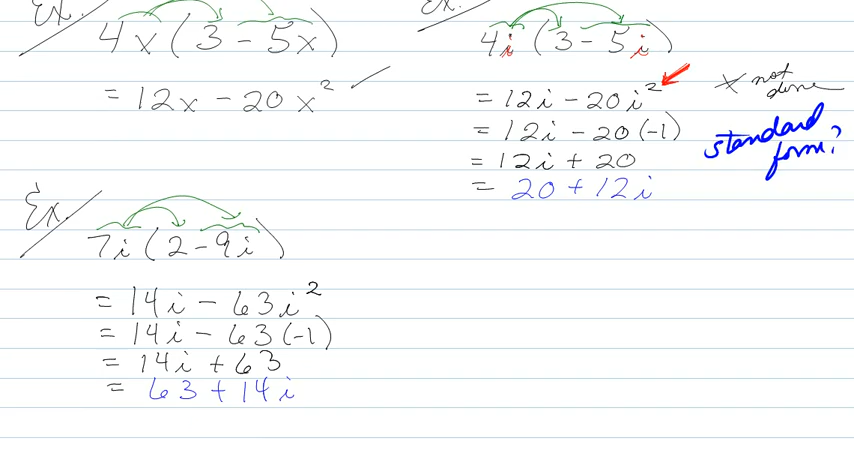 Ex.
4x(3 - 5x)
= 12x - 20x²
Ex.
4i(3 - 5i)
= 12i - 20i²
= 12i - 20(-1)
= 12i + 20
= 20 + 12i
* not
done
standard
form?
Ex.
7i(2 - 9i)
= 14i - 63i²
= 14i - 63(-1)
= 14i + 63
= 63 + 14i